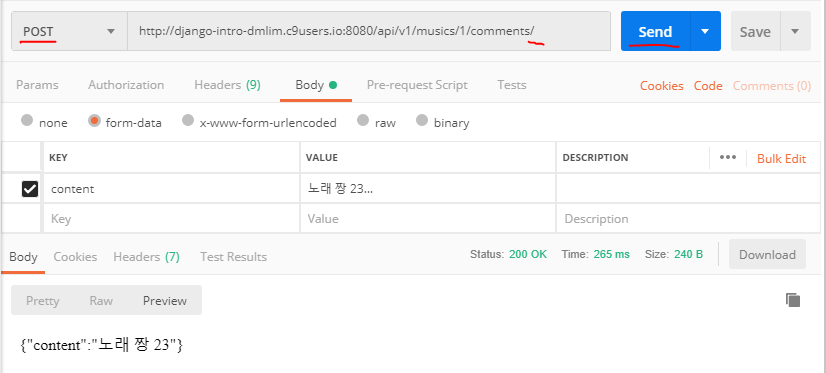 POST http://django-intro-dmlim.c9users.io:8080/api/v1/musics/1/comments/ Send Save
Params Authorization Headers (9) Body Pre-request Script Tests Cookies Code Comments (0)
none form-data x-www-form-urlencoded raw binary
KEY VALUE DESCRIPTION ••• Bulk Edit
content 노래 짱 23...
Key Value Description
Body Cookies Headers (7) Test Results Status: 200 OK Time: 265 ms Size: 240 B Download
Pretty Raw Preview
{"content":"노래 짱 23"}